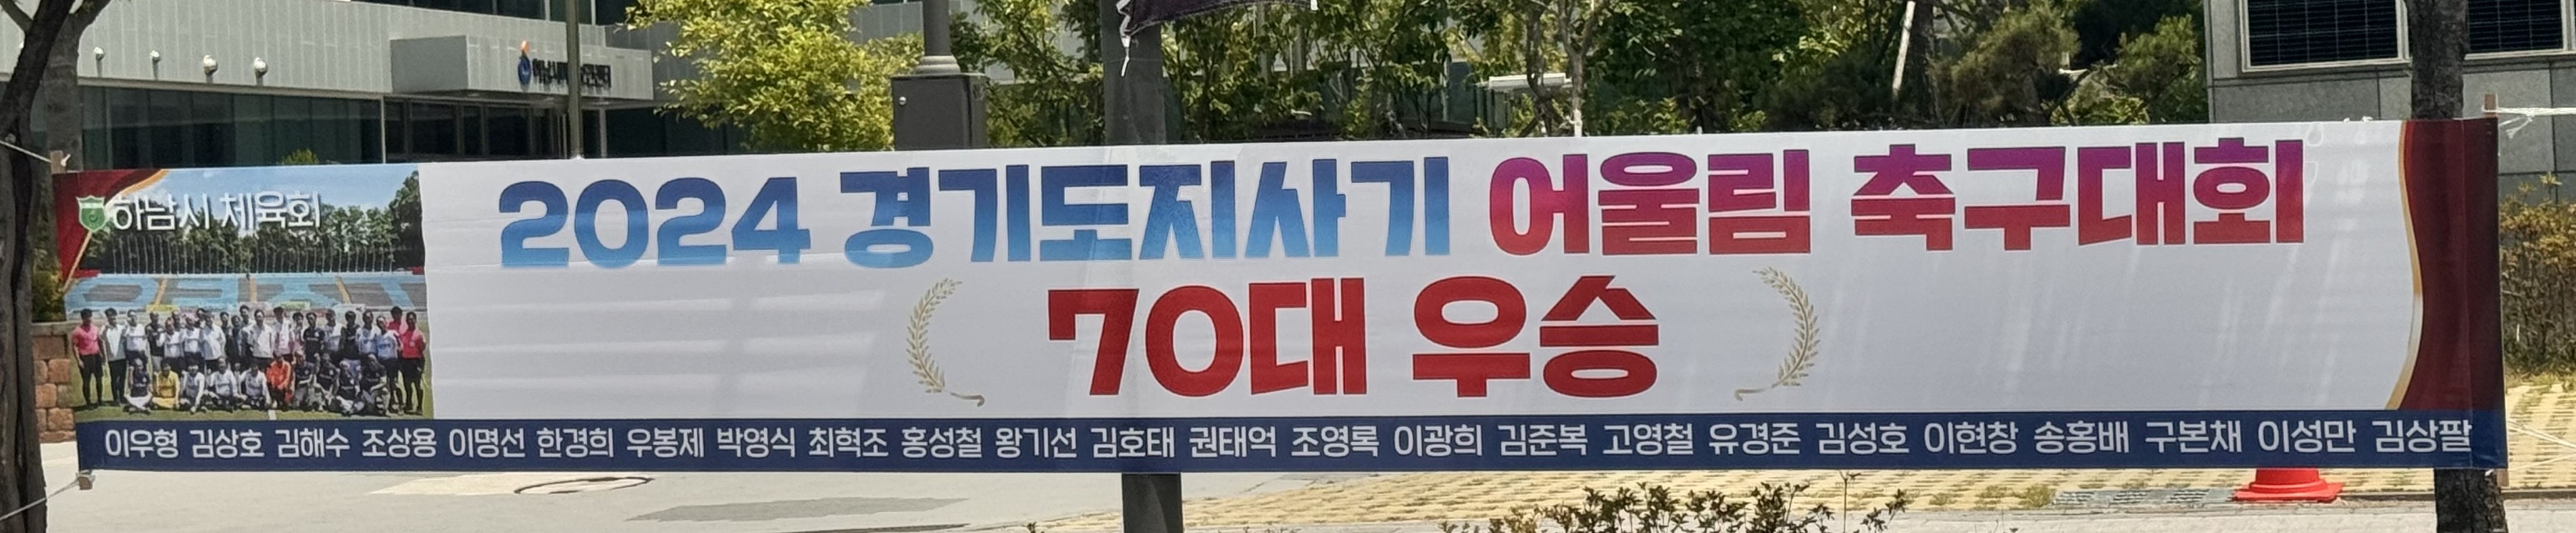 하남시 체육회
2024 경기도지사기 어울림 축구대회
70대 우승
이우형 김상호 김해수 조상용 이명선 한경희 우봉제 박영식 최혁조 홍성철 왕기선 김호태 권태억 조영록 이광희 김준복 고영철 유경준 김성호 이현창 송홍배 구본채 이성만 김상팔